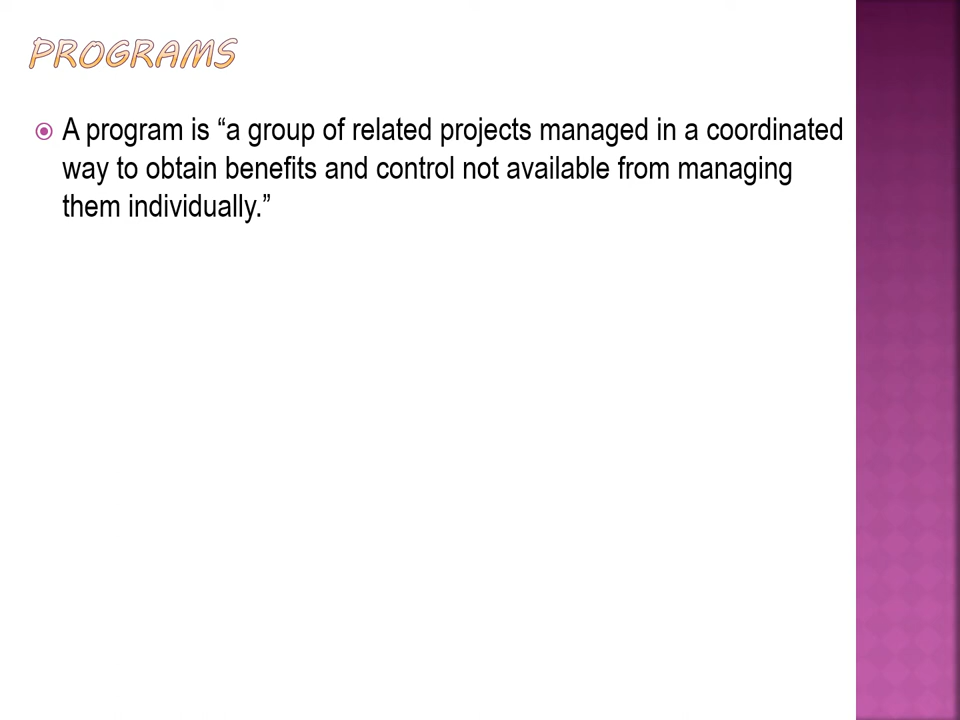 PROGRAMS
A program is “a group of related projects managed in a coordinated
way to obtain benefits and control not available from managing
them individually.”